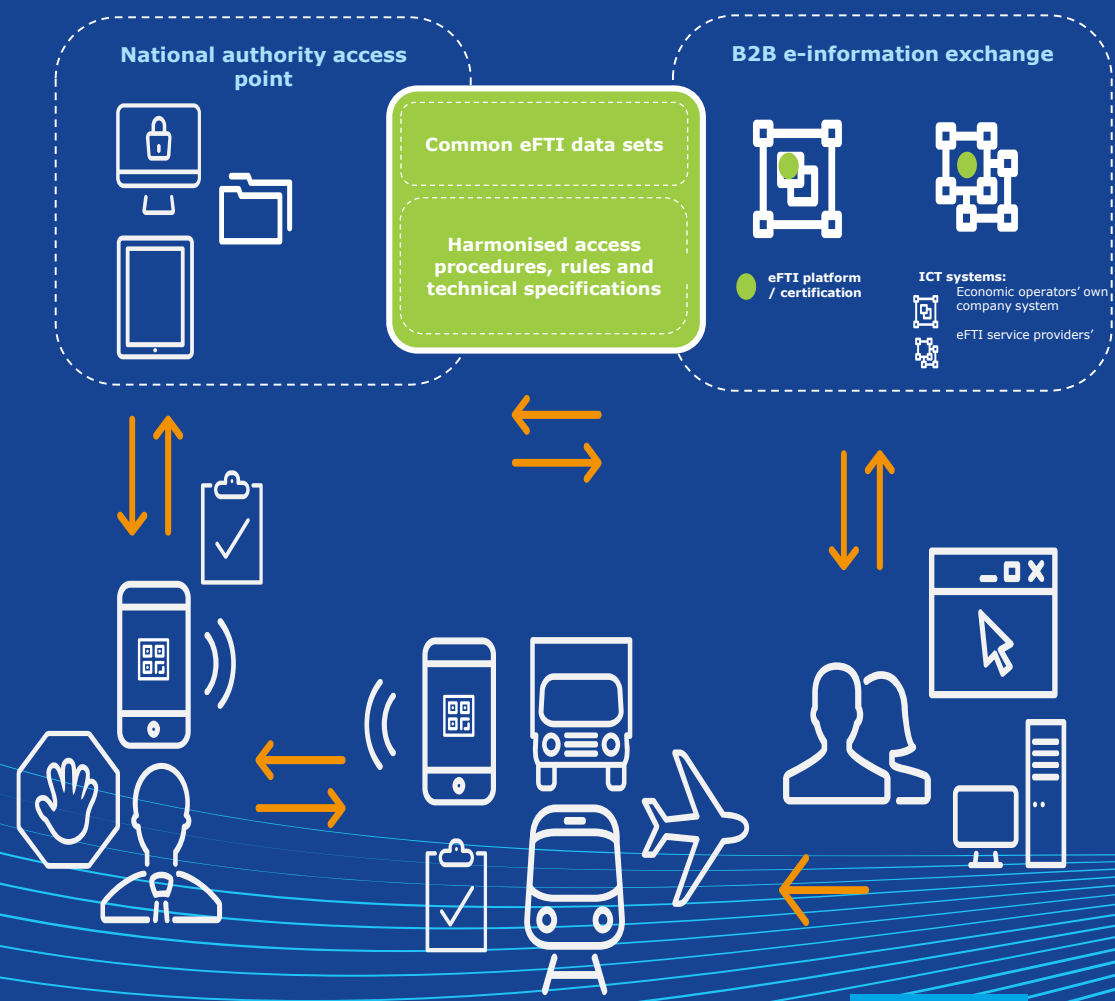 National authority access
point
B2B e-information exchange
Common eFTI data sets
Harmonised access
procedures, rules and
technical specifications
eFTI platform
/ certification
ICT systems:
Economic operators’ own
company system
eFTI service providers’